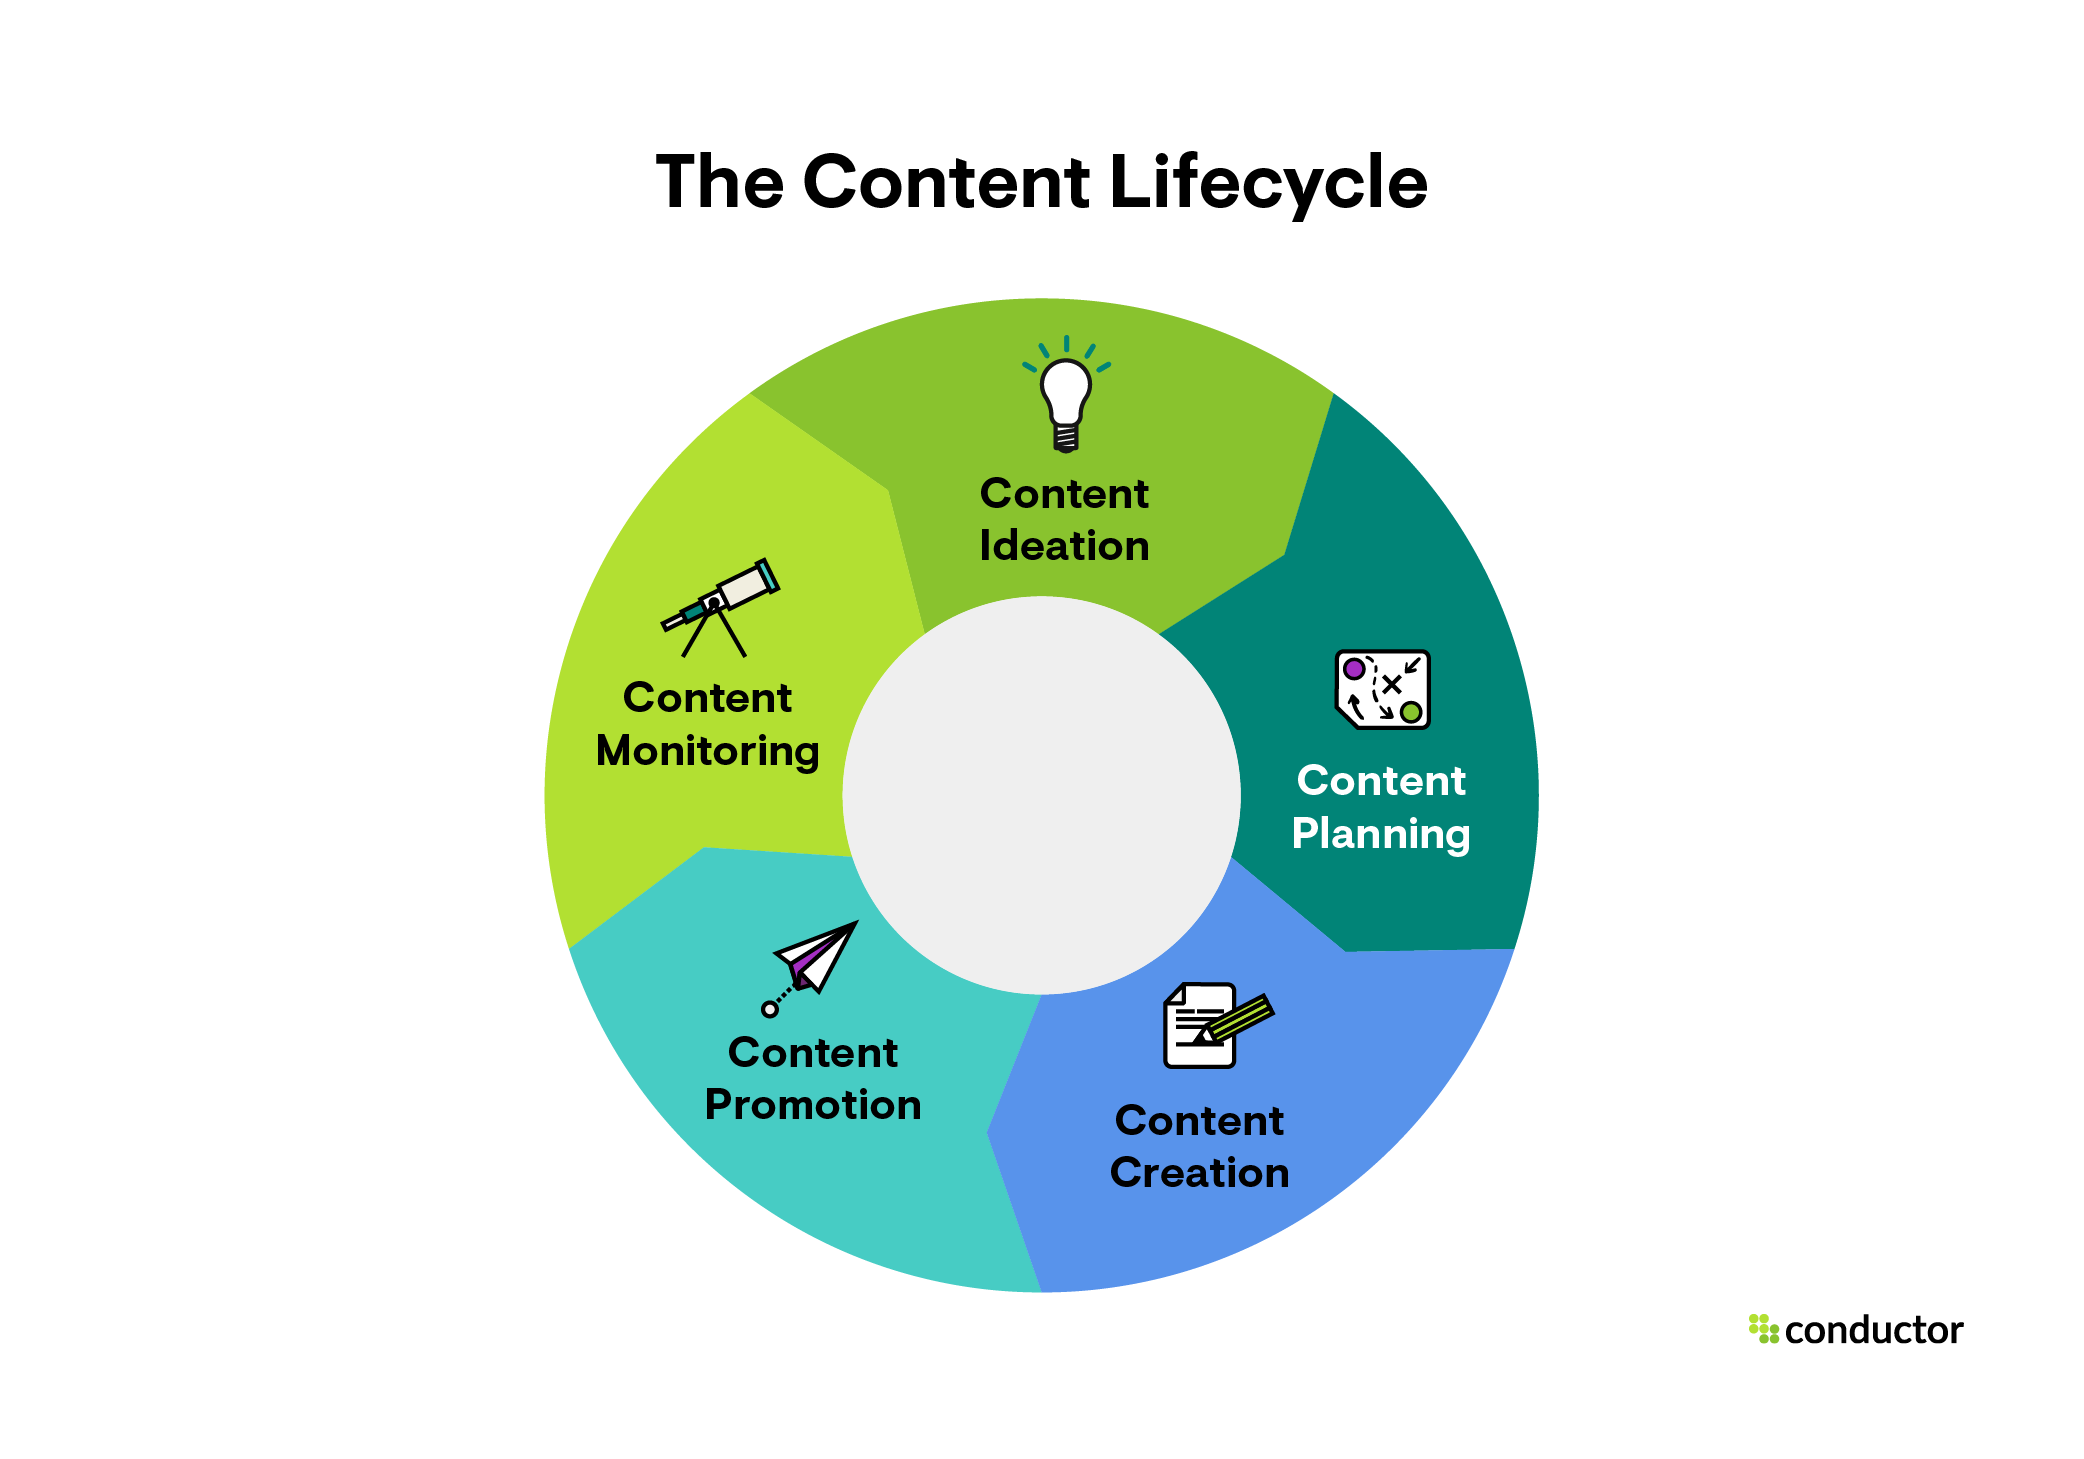 The Content Lifecycle
Content
Ideation
Content
Planning
Content
Creation
Content
Promotion
Content
Monitoring
conductor